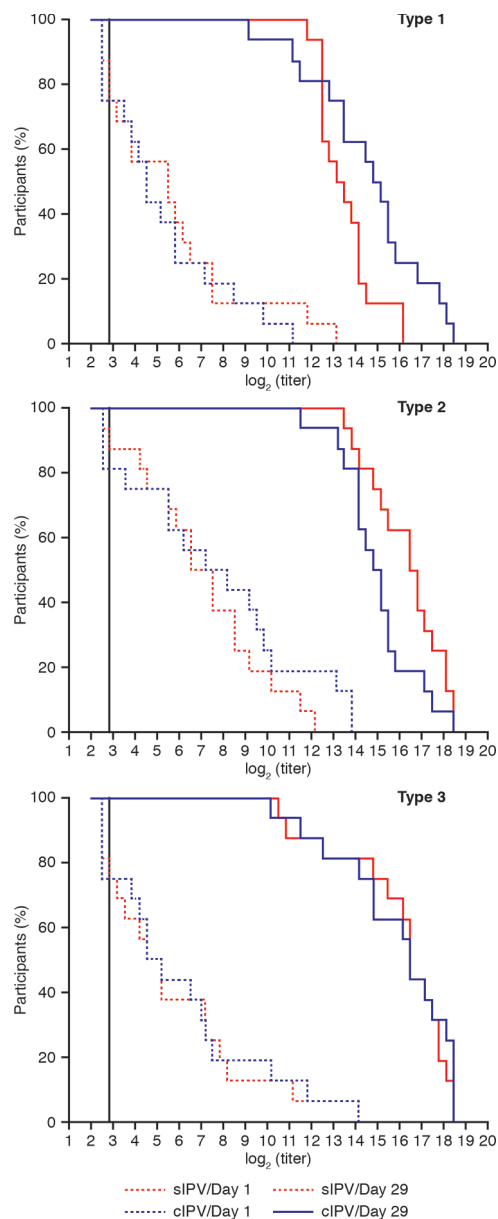 Type 1
100
80
60
40
20
0
Participants (%)
1 2 3 4 5 6 7 8 9 10 11 12 13 14 15 16 17 18 19 20
log2 (titer)
Type 2
100
80
60
40
20
0
Participants (%)
1 2 3 4 5 6 7 8 9 10 11 12 13 14 15 16 17 18 19 20
log2 (titer)
Type 3
100
80
60
40
20
0
Participants (%)
1 2 3 4 5 6 7 8 9 10 11 12 13 14 15 16 17 18 19 20
log2 (titer)
sIPV/Day 1 sIPV/Day 29
cIPV/Day 1 cIPV/Day 29